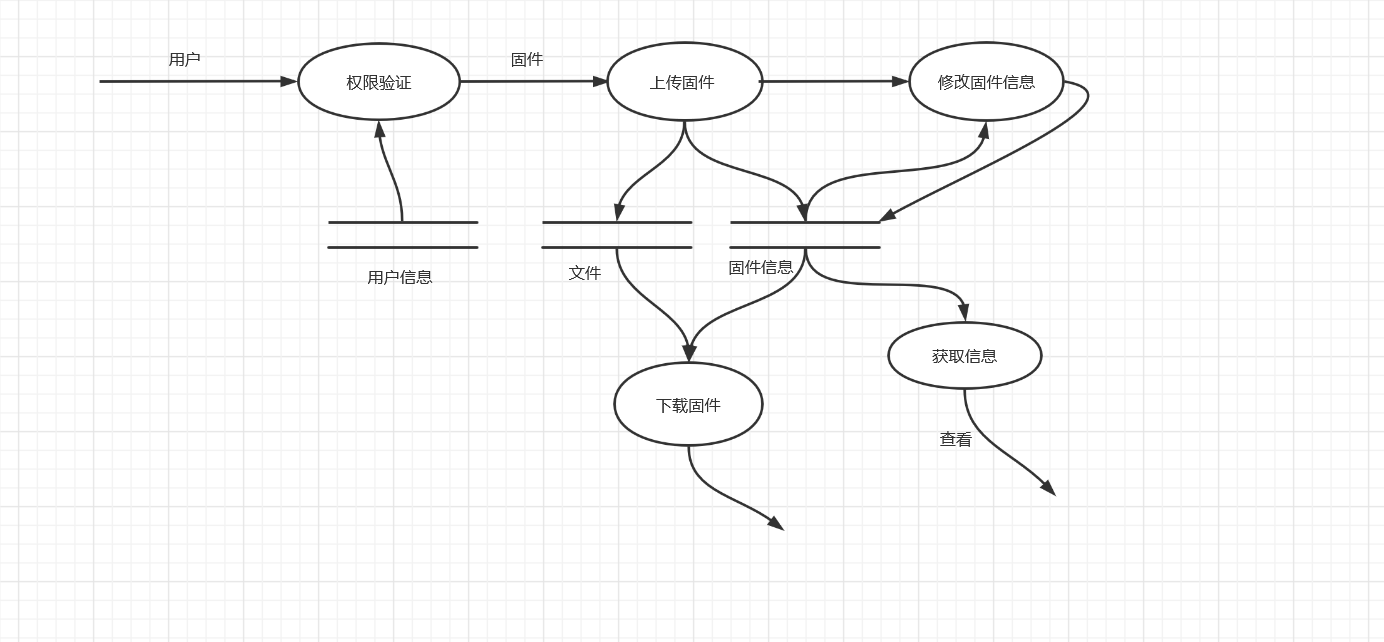 用户
固件
权限验证
上传固件
修改固件信息
用户信息
文件
固件信息
获取信息
下载固件
查看